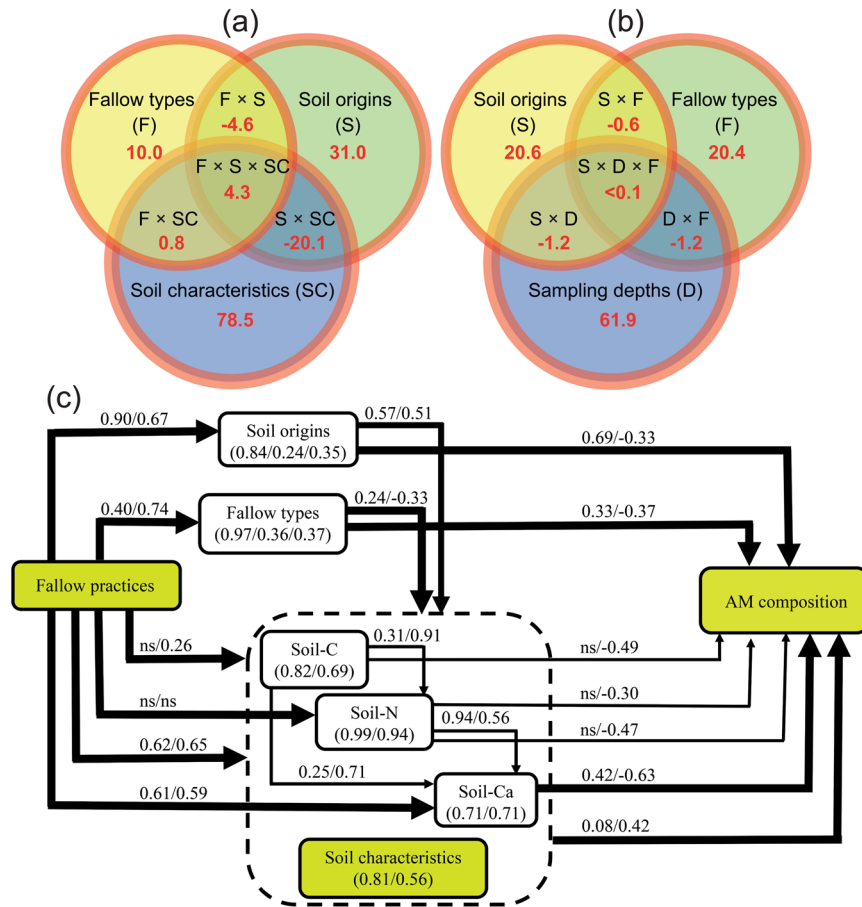 (a)
Fallow types
(F)
10.0
F × S
-4.6
Soil origins
(S)
31.0
F × S × SC
4.3
F × SC
0.8
S × SC
-20.1
Soil characteristics (SC)
78.5
(b)
Soil origins
(S)
20.6
S × F
-0.6
Fallow types
(F)
20.4
S × D × F
<0.1
S × D
-1.2
D × F
-1.2
Sampling depths (D)
61.9
(c)
0.90/0.67
Soil origins
(0.84/0.24/0.35)
0.57/0.51
0.69/-0.33
0.40/0.74
Fallow types
(0.97/0.36/0.37)
0.24/-0.33
0.33/-0.37
Fallow practices
AM composition
ns/0.26
Soil-C
(0.82/0.69)
0.31/0.91
ns/-0.49
ns/ns
Soil-N
(0.99/0.94)
0.94/0.56
ns/-0.30
ns/-0.47
0.62/0.65
0.25/0.71
Soil-Ca
(0.71/0.71)
0.42/-0.63
0.61/0.59
0.08/0.42
Soil characteristics
(0.81/0.56)